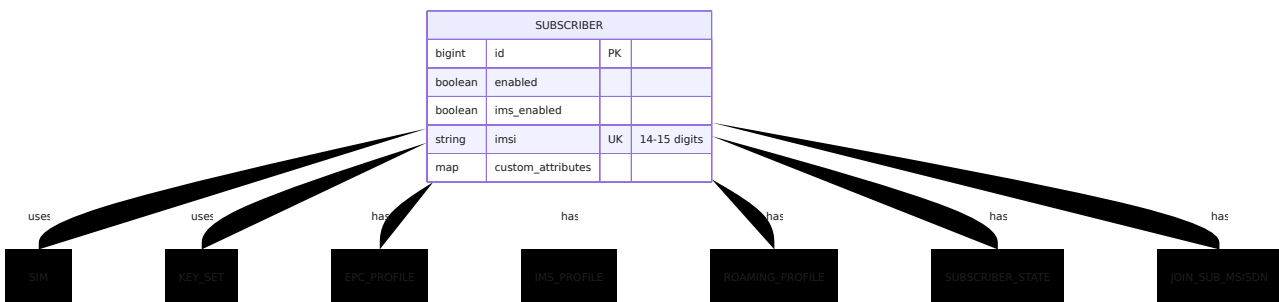 SUBSCRIBER
bigint id PK
boolean enabled
boolean ims_enabled
string imsi UK 14-15 digits
map custom_attributes
uses uses has has has has has
SIM KEY_SET EPC_PROFILE IMS_PROFILE ROAMING_PROFILE SUBSCRIBER_STATE JOIN_SUB_MSISDN